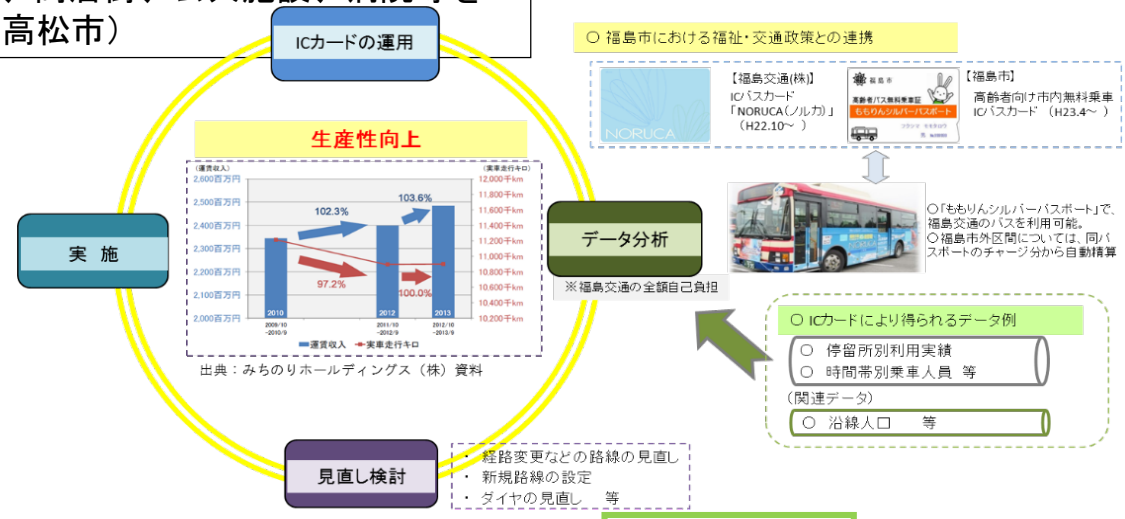 高松市）
ICカードの運用
○ 福島市における福祉・交通政策との連携
【福島交通(株)】
ICバスカード
「NORUCA(ノルカ)」
（H22.10～ ）
NORUCA
福島市
高齢者バス無料乗車証
ももりんシルバーパスポート
【福島市】
高齢者向け市内無料乗車
ICバスカード （H23.4～ ）
生産性向上
（運賃収入）
（実車走行キロ）
2,600百万円
2,500百万円
2,400百万円
2,300百万円
2,200百万円
2,100百万円
2,000百万円
12,000千km
11,800千km
11,600千km
11,400千km
11,200千km
11,000千km
10,800千km
10,600千km
10,400千km
10,200千km
102.3%
103.6%
97.2%
100.0%
2010
2012
2013
2009/10
-2010/9
2011/10
-2012/9
2012/10
-2013/9
運賃収入
実車走行キロ
出典：みちのりホールディングス（株）資料
実 施
データ分析
※福島交通の全額自己負担
○「ももりんシルバーパスポート」で、
福島交通のバスを利用可能。
○福島市外区間については、同パ
スポートのチャージ分から自動精算
○ ICカードにより得られるデータ例
○ 停留所別利用実績
○ 時間帯別乗車人員 等
（関連データ）
○ 沿線人口 等
見直し検討
・ 経路変更などの路線の見直し
・ 新規路線の設定
・ ダイヤの見直し 等